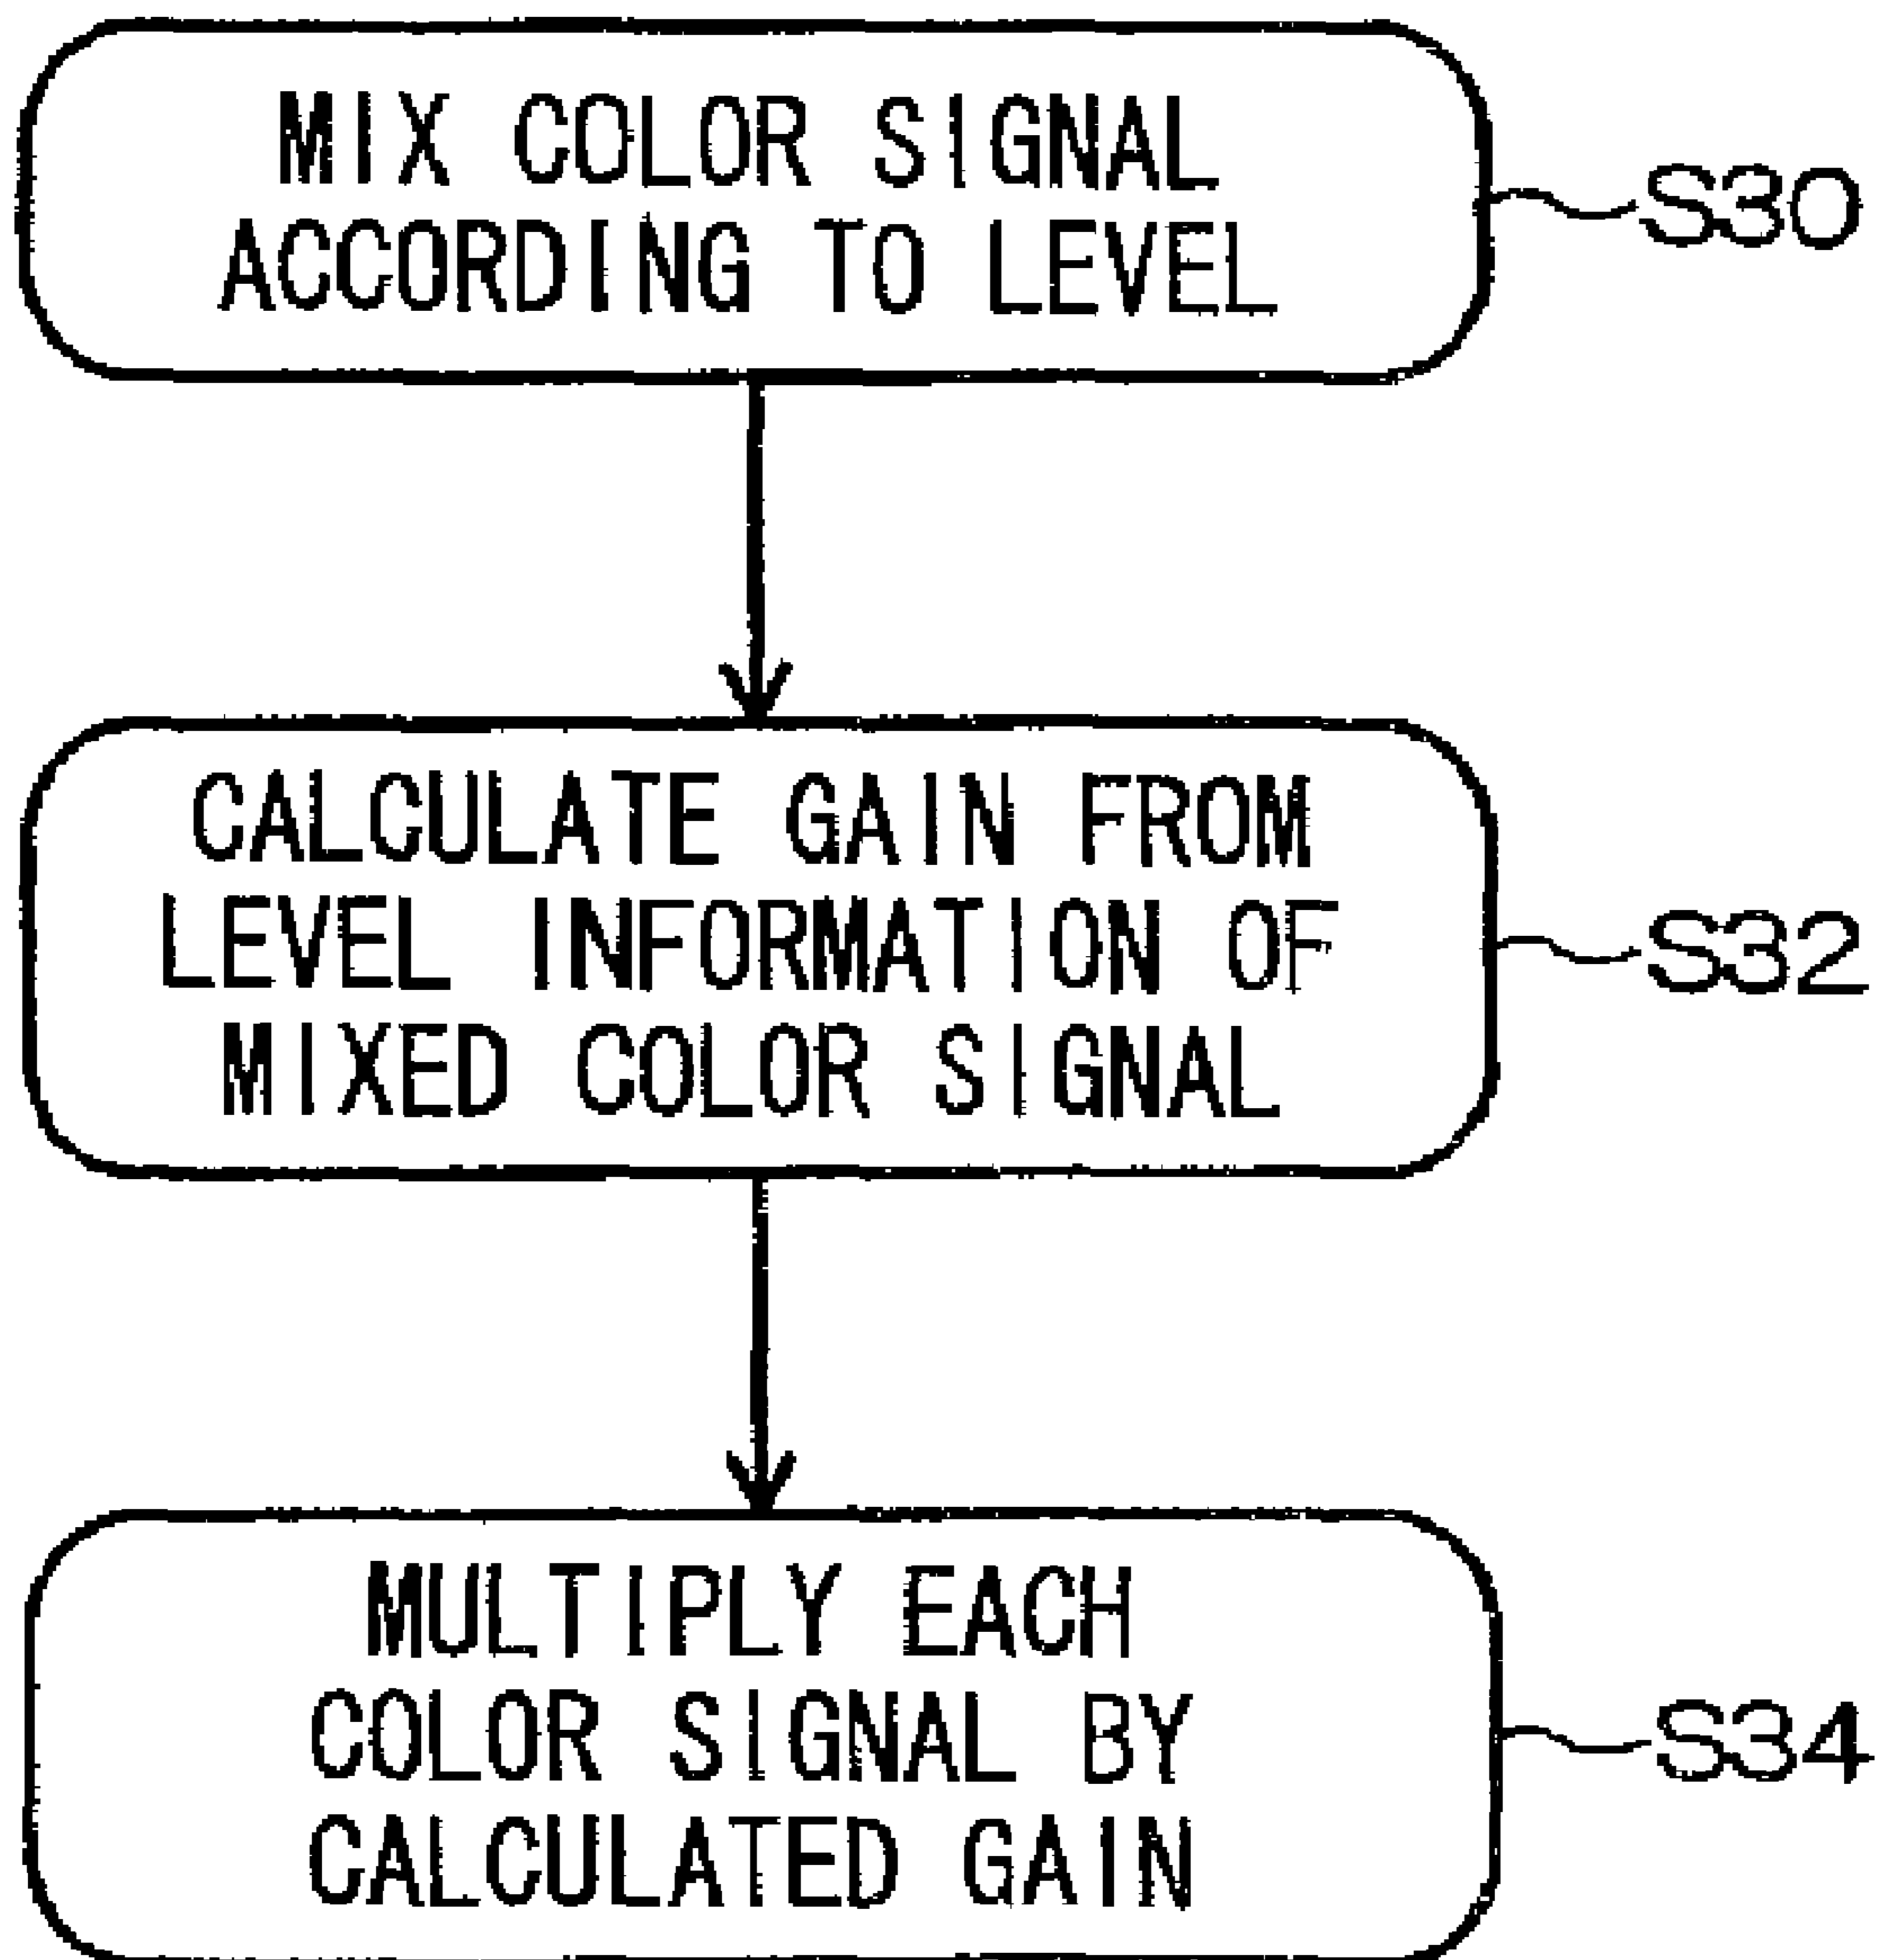 MIX COLOR SIGNAL
ACCORDING TO LEVEL
S30
CALCULATE GAIN FROM
LEVEL INFORMATION OF
MIXED COLOR SIGNAL
S32
MULTIPLY EACH
COLOR SIGNAL BY
CALCULATED GAIN
S34